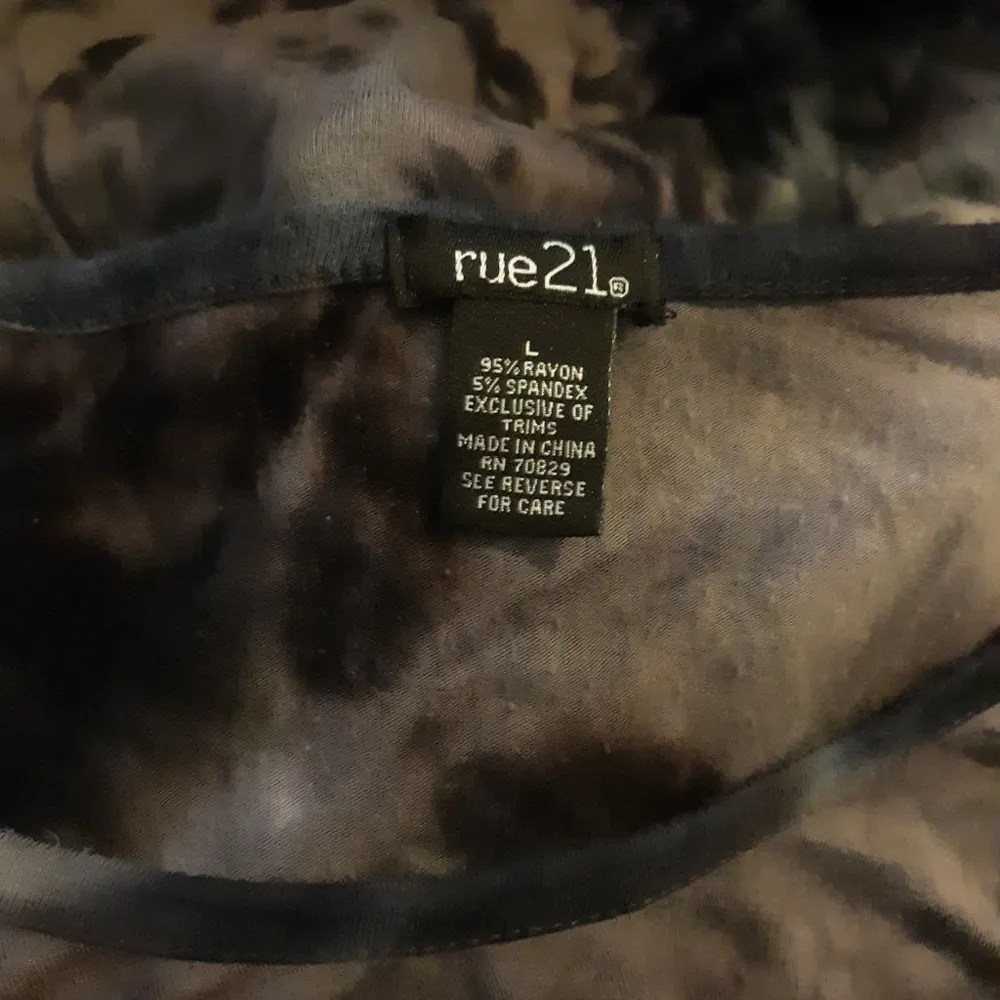 rue21®
L
95% RAYON
5% SPANDEX
EXCLUSIVE OF
TRIMS
MADE IN CHINA
RN 70829
SEE REVERSE
FOR CARE